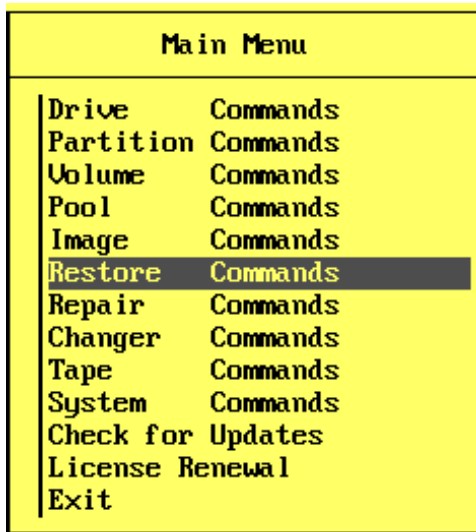 Main Menu
Drive Commands
Partition Commands
Volume Commands
Pool Commands
Image Commands
Restore Commands
Repair Commands
Changer Commands
Tape Commands
System Commands
Check for Updates
License Renewal
Exit